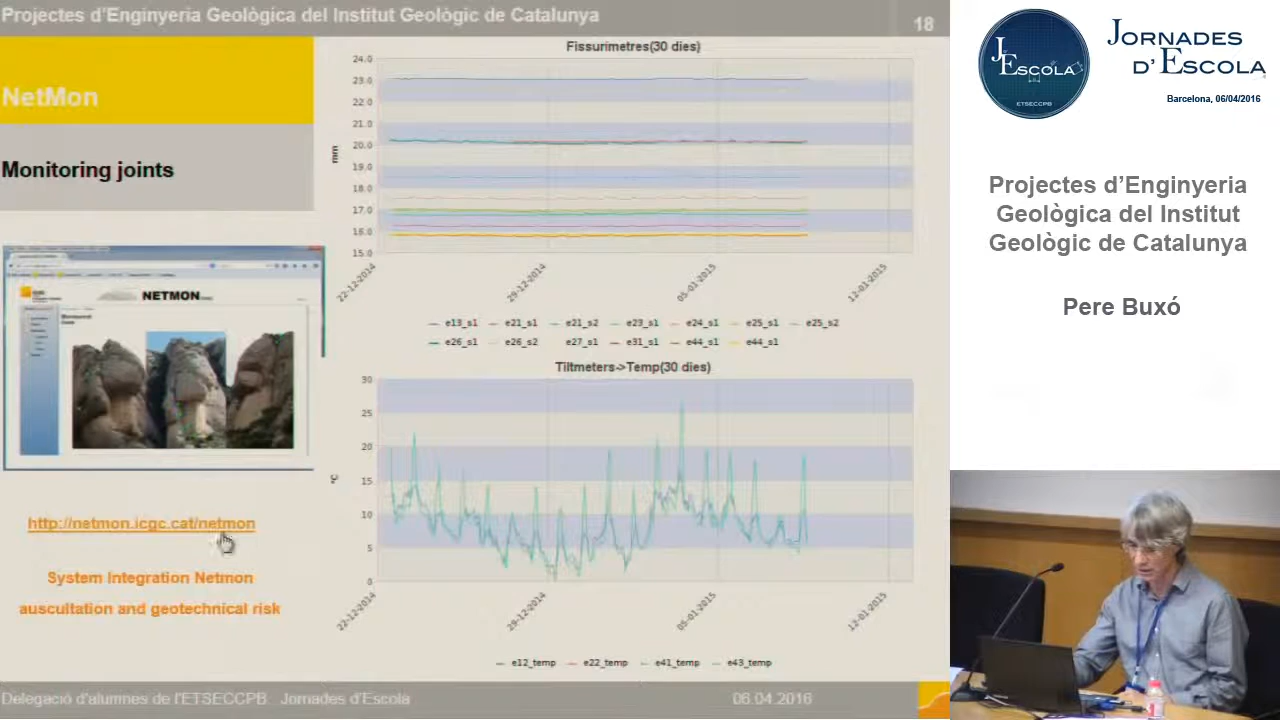 Projectes d'Enginyeria Geològica del Institut Geològic de Catalunya
18
NetMon
Monitoring joints
NETMON
http://netmon.icgc.cat/netmon
System Integration Netmon
auscultation and geotechnical risk
Fissurimetres(30 dies)
mm
24.0
23.0
22.0
21.0
20.0
19.0
18.0
17.0
16.0
15.0
22-12-2014
29-12-2014
05-01-2015
12-01-2015
e13_s1 e21_s1 e21_s2 e23_s1 e24_s1 e25_s1 e25_s2
e26_s1 e26_s2 e27_s1 e31_s1 e44_s1 e44_s1
Tiltmeters->Temp(30 dies)
°C
30
25
20
15
10
5
0
22-12-2014
29-12-2014
05-01-2015
12-01-2015
e12_temp e22_temp e41_temp e43_temp
Delegació d'alumnes de l'ETSECCPB. Jornades d'Escola
06.04.2016
J.
ESCOLA
ETSECCPB
JORNADES
D'ESCOLA
Barcelona, 06/04/2016
Projectes d'Enginyeria
Geològica del Institut
Geològic de Catalunya
Pere Buxó